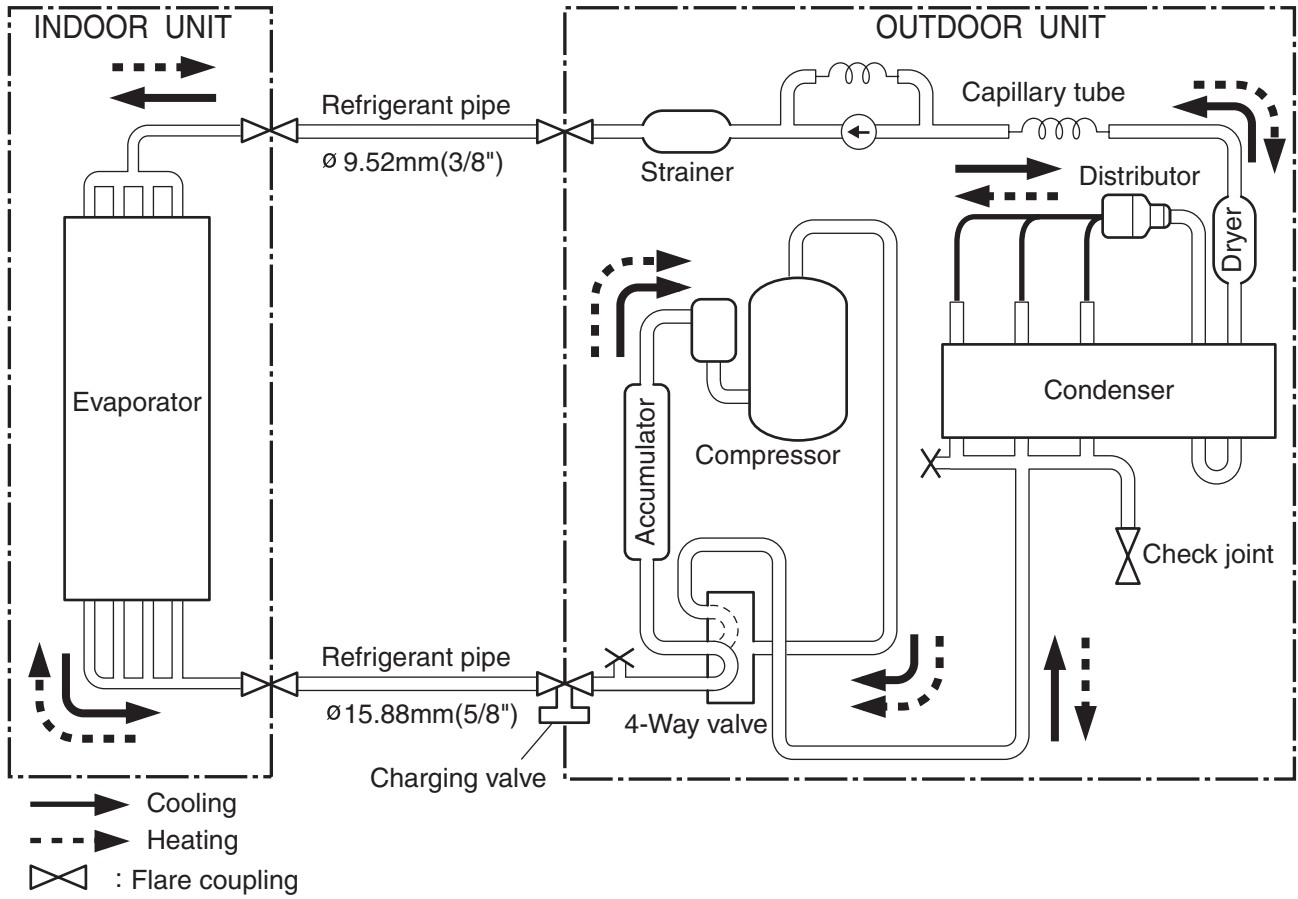 INDOOR UNIT
OUTDOOR UNIT
Refrigerant pipe
ø 9.52mm(3/8")
Strainer
Capillary tube
Distributor
Dryer
Evaporator
Accumulator
Compressor
Condenser
Check joint
Refrigerant pipe
ø15.88mm(5/8")
4-Way valve
Charging valve
Cooling
Heating
: Flare coupling